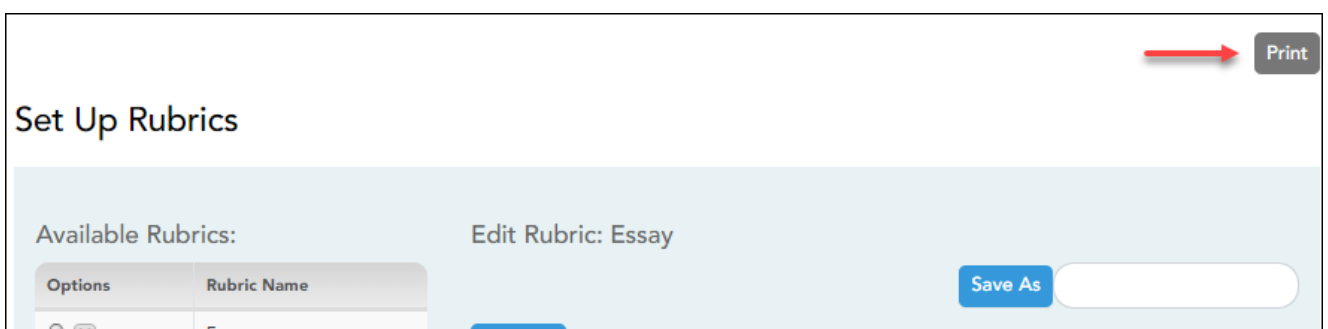 Print
Set Up Rubrics
Available Rubrics:
Edit Rubric: Essay
Options Rubric Name
Save As